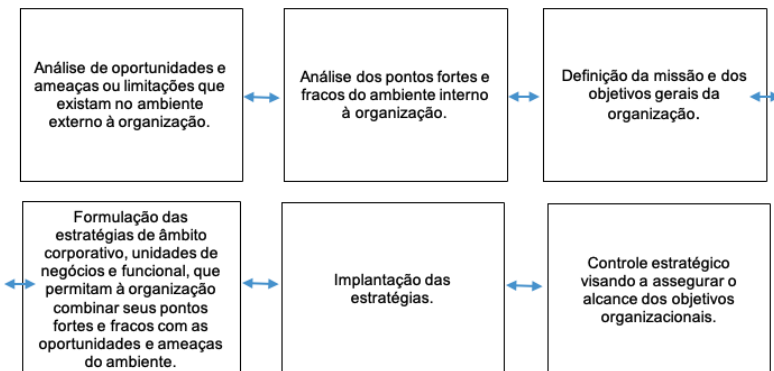 Análise de oportunidades e
ameaças ou limitações que
existam no ambiente
externo à organização.
Análise dos pontos fortes e
fracos do ambiente interno
à organização.
Definição da missão e dos
objetivos gerais da
organização.
Formulação das
estratégias de âmbito
corporativo, unidades de
negócios e funcional, que
permitam à organização
combinar seus pontos
fortes e fracos com as
oportunidades e ameaças
do ambiente.
Implantação das
estratégias.
Controle estratégico
visando a assegurar o
alcance dos objetivos
organizacionais.